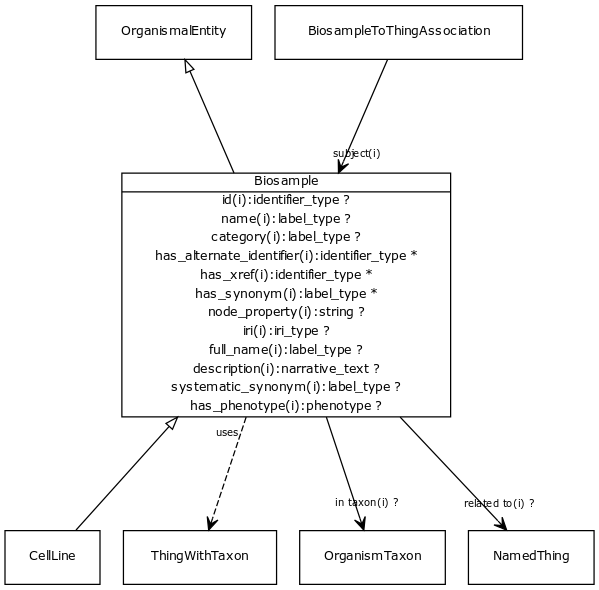 OrganismalEntity
BiosampleToThingAssociation
subject(i)
Biosample
id(i):identifier_type ?
name(i):label_type ?
category(i):label_type ?
has_alternate_identifier(i):identifier_type *
has_xref(i):identifier_type *
has_synonym(i):label_type *
node_property(i):string ?
iri(i):iri_type ?
full_name(i):label_type ?
description(i):narrative_text ?
systematic_synonym(i):label_type ?
has_phenotype(i):phenotype ?
uses
in taxon(i) ?
related to(i) ?
CellLine
ThingWithTaxon
OrganismTaxon
NamedThing